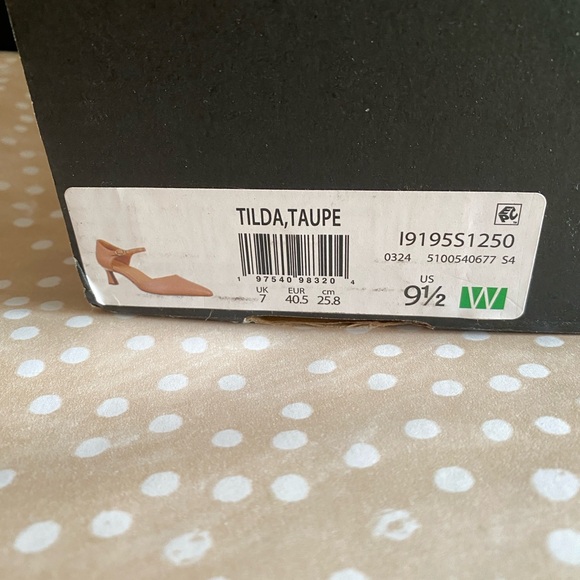 TILDA,TAUPE
I9195S1250
0324 5100540677 S4
1 97540 98320 4
UK EUR cm
7 40.5 25.8
US
9½ W